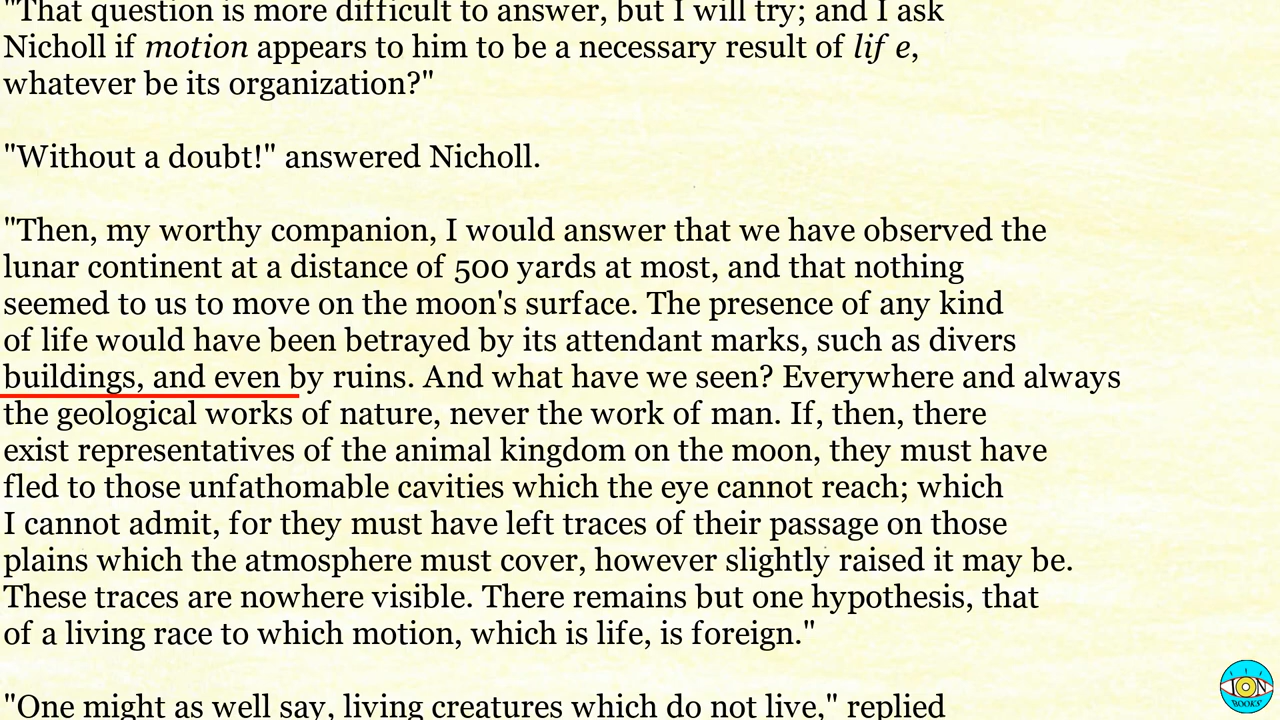 "That question is more difficult to answer, but I will try; and I ask
Nicholl if motion appears to him to be a necessary result of lif e,
whatever be its organization?"
"Without a doubt!" answered Nicholl.
"Then, my worthy companion, I would answer that we have observed the
lunar continent at a distance of 500 yards at most, and that nothing
seemed to us to move on the moon's surface. The presence of any kind
of life would have been betrayed by its attendant marks, such as divers
buildings, and even by ruins. And what have we seen? Everywhere and always
the geological works of nature, never the work of man. If, then, there
exist representatives of the animal kingdom on the moon, they must have
fled to those unfathomable cavities which the eye cannot reach; which
I cannot admit, for they must have left traces of their passage on those
plains which the atmosphere must cover, however slightly raised it may be.
These traces are nowhere visible. There remains but one hypothesis, that
of a living race to which motion, which is life, is foreign."
"One might as well say, living creatures which do not live," replied
ION
BOOKS